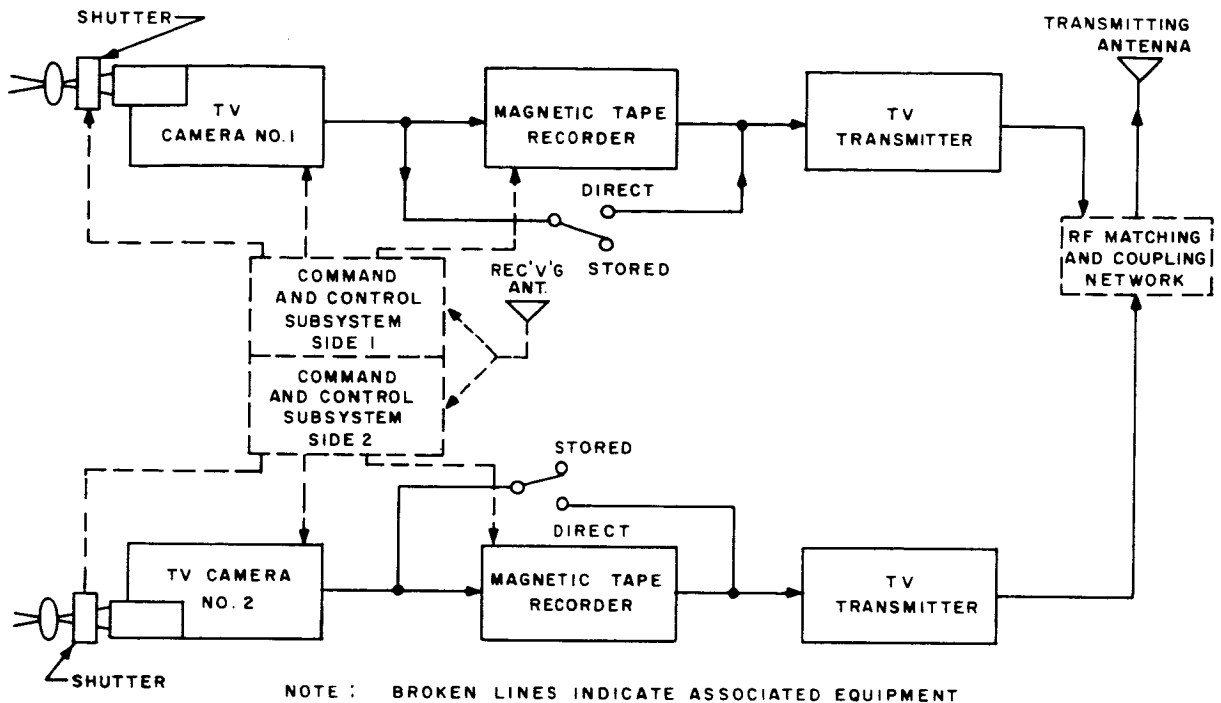 SHUTTER
TRANSMITTING
ANTENNA
TV
CAMERA NO. 1
MAGNETIC TAPE
RECORDER
TV
TRANSMITTER
DIRECT
STORED
RF MATCHING
AND COUPLING
NETWORK
COMMAND
AND CONTROL
SUBSYSTEM
SIDE 1
REC'V'G
ANT.
COMMAND
AND CONTROL
SUBSYSTEM
SIDE 2
STORED
DIRECT
TV CAMERA
NO. 2
MAGNETIC TAPE
RECORDER
TV
TRANSMITTER
SHUTTER
NOTE : BROKEN LINES INDICATE ASSOCIATED EQUIPMENT